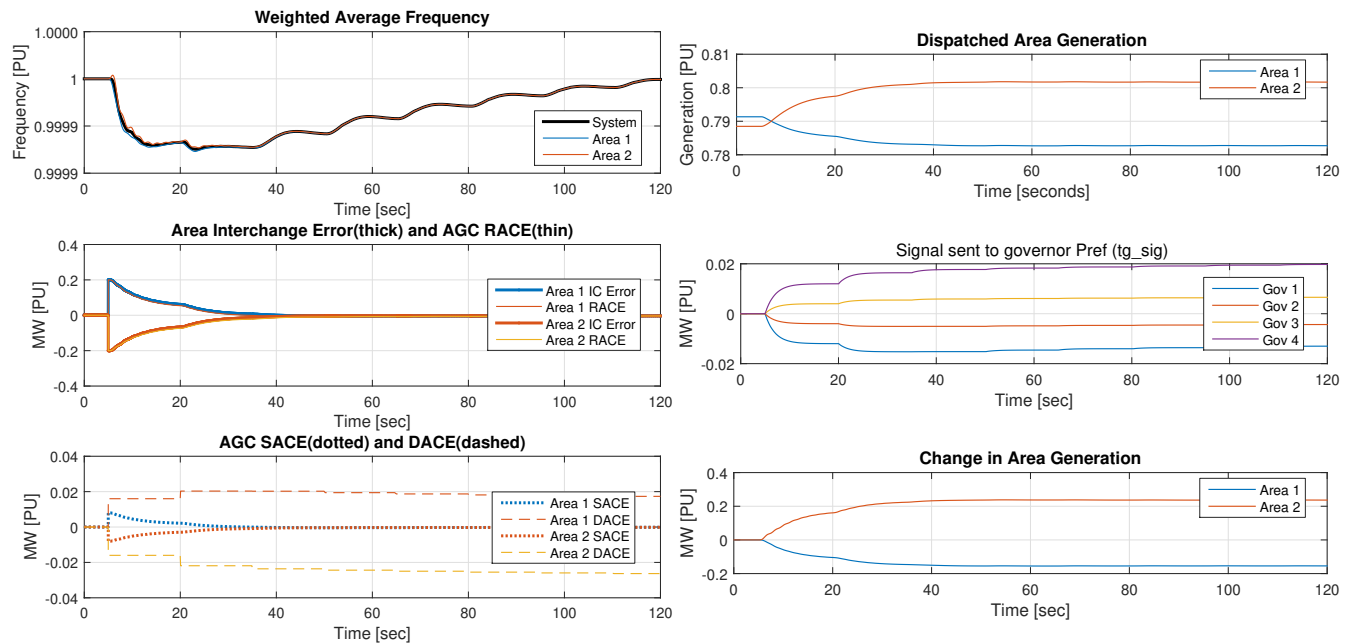 Weighted Average Frequency
1.0000
1
0.9999
0.9999
Frequency [PU]
System
Area 1
Area 2
0 20 40 60 80 100 120
Time [sec]
Area Interchange Error(thick) and AGC RACE(thin)
0.4
0.2
0
-0.2
-0.4
MW [PU]
Area 1 IC Error
Area 1 RACE
Area 2 IC Error
Area 2 RACE
0 20 40 60 80 100 120
Time [sec]
AGC SACE(dotted) and DACE(dashed)
0.04
0.02
0
-0.02
-0.04
MW [PU]
Area 1 SACE
Area 1 DACE
Area 2 SACE
Area 2 DACE
0 20 40 60 80 100 120
Time [sec]
Dispatched Area Generation
0.81
0.8
0.79
0.78
Generation [PU]
Area 1
Area 2
0 20 40 60 80 100 120
Time [seconds]
Signal sent to governor Pref (tg_sig)
0.02
0
-0.02
MW [PU]
Gov 1
Gov 2
Gov 3
Gov 4
0 20 40 60 80 100 120
Time [sec]
Change in Area Generation
0.4
0.2
0
-0.2
MW [PU]
Area 1
Area 2
0 20 40 60 80 100 120
Time [sec]